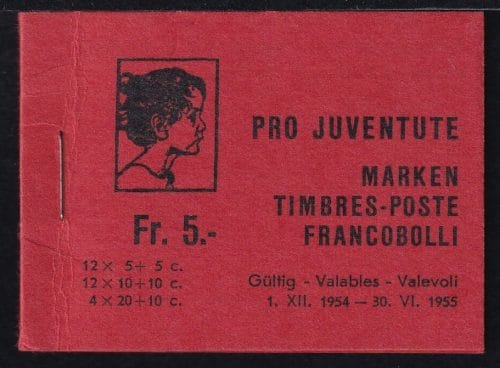 PRO JUVENTUTE
MARKEN
TIMBRES-POSTE
FRANCOBOLLI
Fr. 5.-
12 × 5 + 5 c.
12 × 10 + 10 c.
4 × 20 + 10 c.
Gültig - Valables - Valevoli
1. XII. 1954 — 30. VI. 1955